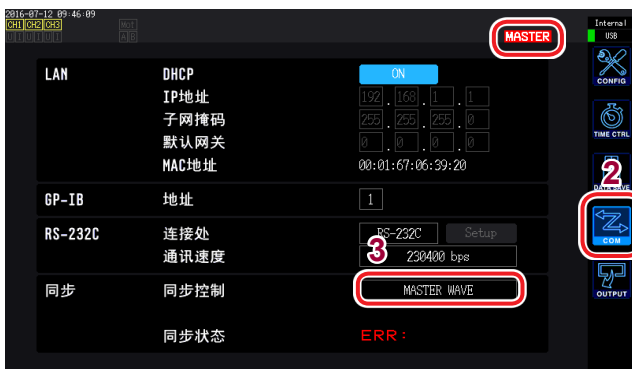 2016-07-12 09:46:09
Internal
CH1 CH2 CH3
MOT
USB
U I U I U I
A B
MASTER
CONFIG
LAN DHCP ON
IP地址 192 . 168 . 1 . 1
子网掩码 255 . 255 . 255 . 0
TIME CTRL
默认网关 0 . 0 . 0 . 0
MAC地址 00:01:67:06:39:20
2
DATA SAVE
GP-IB 地址 1
RS-232C 连接处 RS-232C Setup
COM
3
通讯速度 230400 bps
同步 同步控制 MASTER WAVE
OUTPUT
同步状态 ERR: